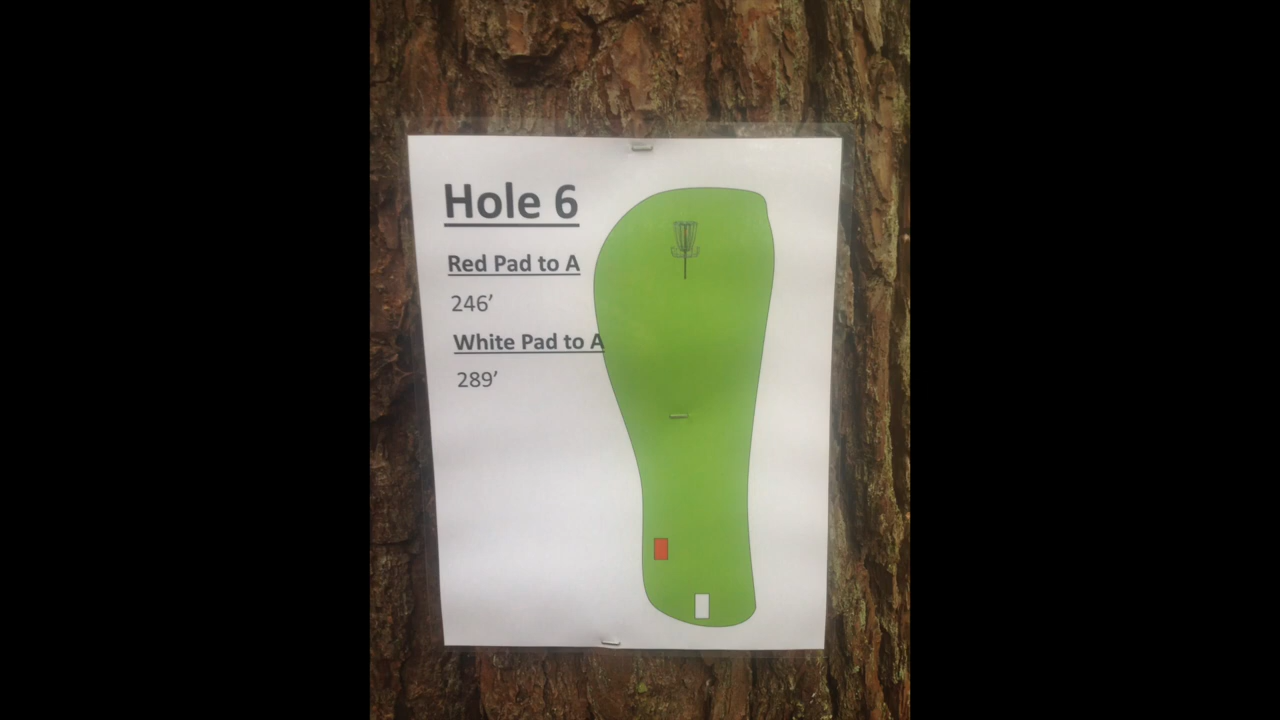 Hole 6
Red Pad to A
246’
White Pad to A
289’